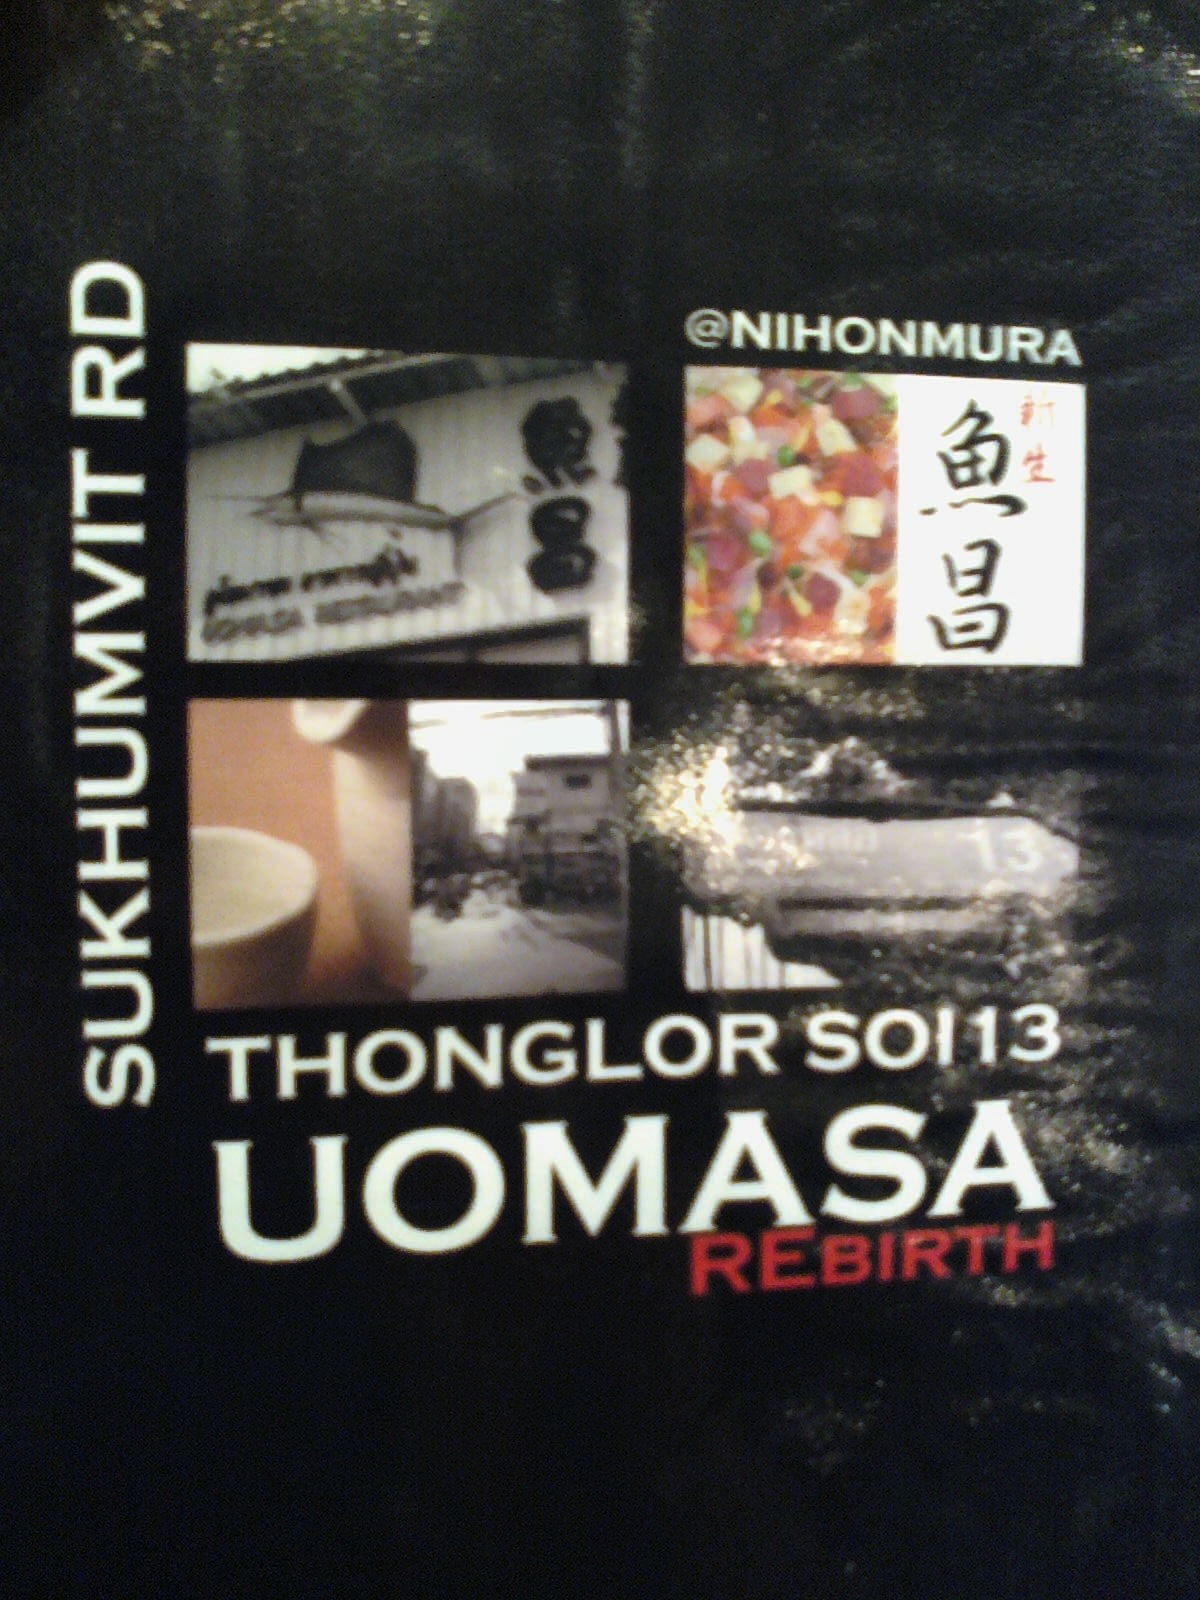 SUKHUMVIT RD
@NIHONMURA
魚昌
新生
魚昌
13
THONGLOR SOI 13
UOMASA
REBIRTH